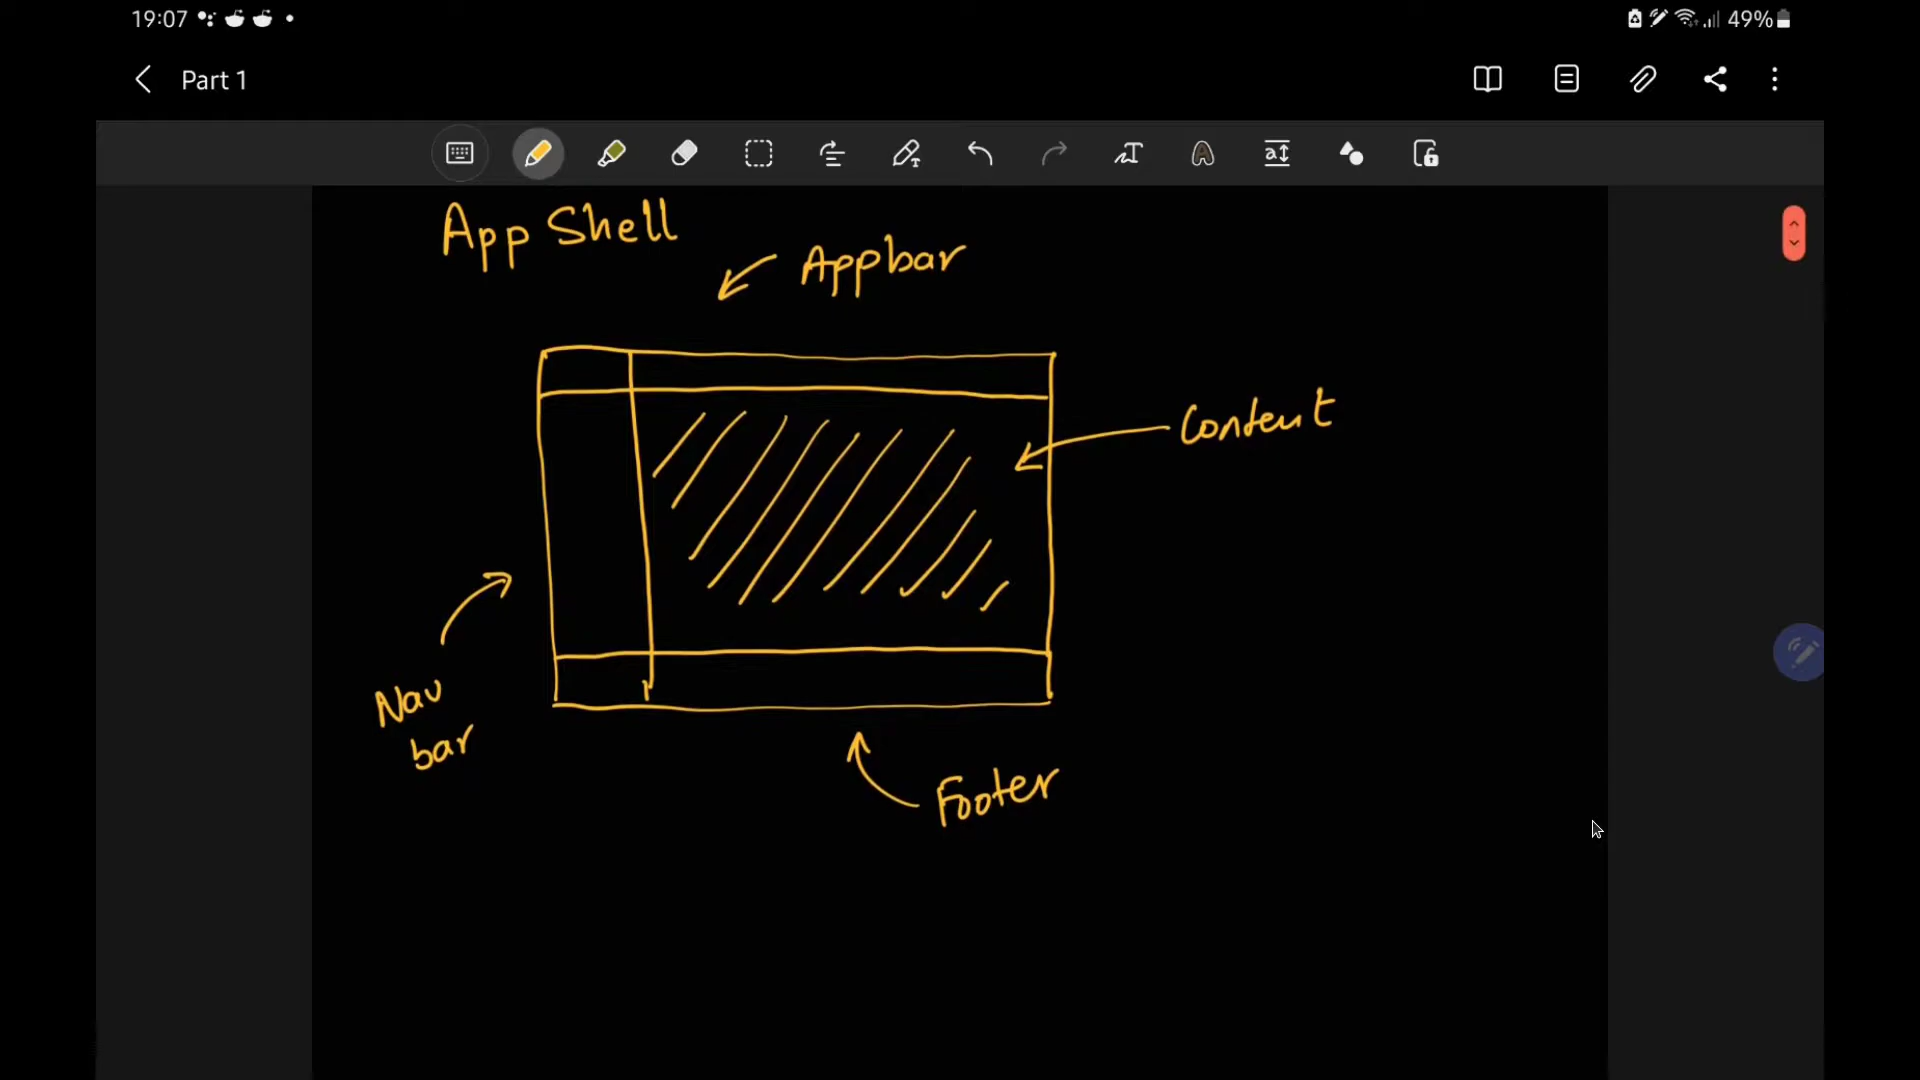 19:07
49%
Part 1
App Shell
Appbar
Content
Nav
bar
Footer